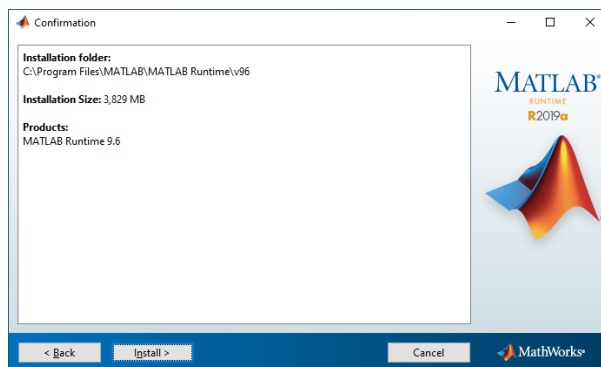 Confirmation
Installation folder:
C:\Program Files\MATLAB\MATLAB Runtime\v96
Installation Size: 3,829 MB
Products:
MATLAB Runtime 9.6
MATLAB®
RUNTIME
R2019a
< Back
Install >
Cancel
MathWorks®